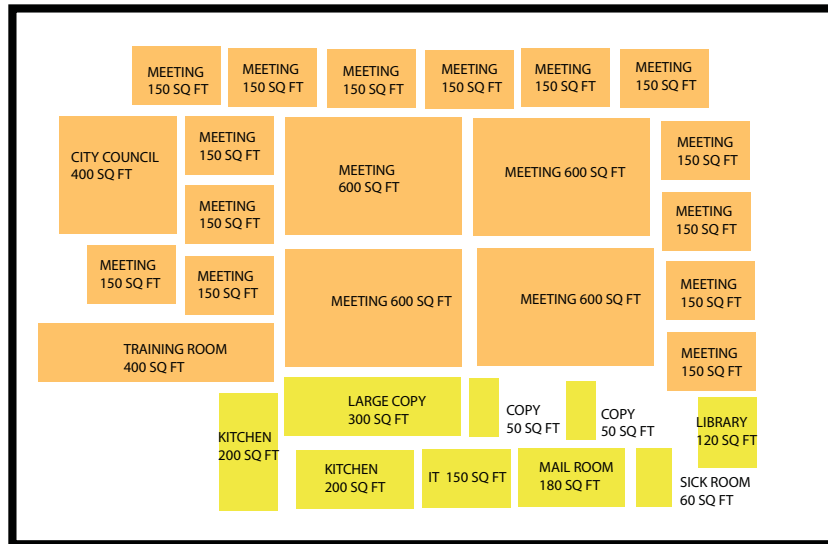 MEETING
150 SQ FT
MEETING
150 SQ FT
MEETING
150 SQ FT
MEETING
150 SQ FT
MEETING
150 SQ FT
MEETING
150 SQ FT
CITY COUNCIL
400 SQ FT
MEETING
150 SQ FT
MEETING
600 SQ FT
MEETING 600 SQ FT
MEETING
150 SQ FT
MEETING
150 SQ FT
MEETING
150 SQ FT
MEETING
150 SQ FT
MEETING
150 SQ FT
MEETING 600 SQ FT
MEETING 600 SQ FT
MEETING
150 SQ FT
TRAINING ROOM
400 SQ FT
MEETING
150 SQ FT
LARGE COPY
300 SQ FT
COPY
50 SQ FT
COPY
50 SQ FT
LIBRARY
120 SQ FT
KITCHEN
200 SQ FT
KITCHEN
200 SQ FT
IT 150 SQ FT
MAIL ROOM
180 SQ FT
SICK ROOM
60 SQ FT